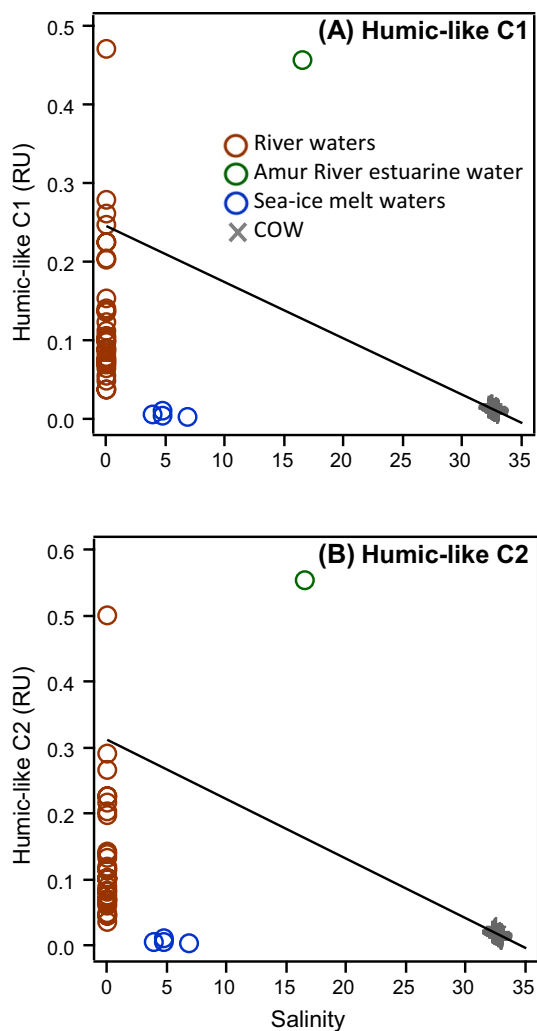 (A) Humic-like C1
0.5
0.4
0.3
0.2
0.1
0.0
Humic-like C1 (RU)
River waters
Amur River estuarine water
Sea-ice melt waters
COW
0 5 10 15 20 25 30 35
(B) Humic-like C2
0.6
0.5
0.4
0.3
0.2
0.1
0.0
Humic-like C2 (RU)
0 5 10 15 20 25 30 35
Salinity